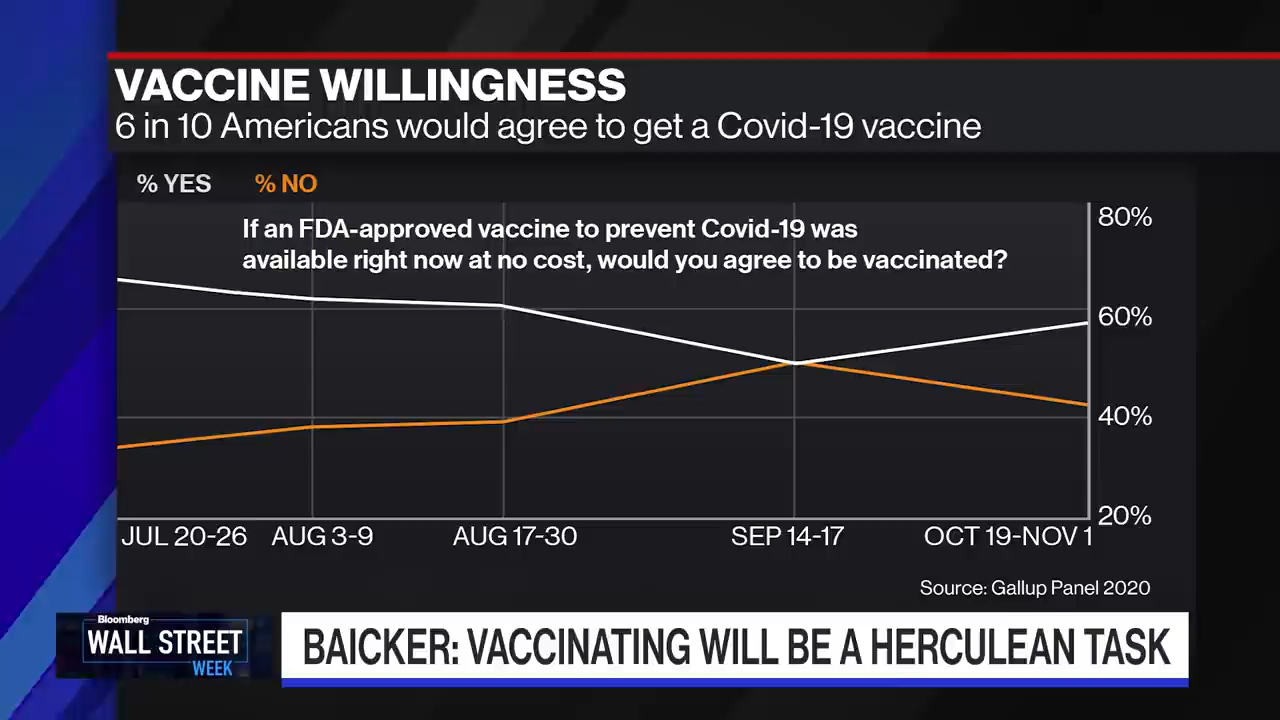 VACCINE WILLINGNESS
6 in 10 Americans would agree to get a Covid-19 vaccine
% YES % NO
If an FDA-approved vaccine to prevent Covid-19 was
available right now at no cost, would you agree to be vaccinated?
80%
60%
40%
20%
JUL 20-26 AUG 3-9 AUG 17-30 SEP 14-17 OCT 19-NOV 1
Source: Gallup Panel 2020
Bloomberg
WALL STREET
WEEK
BAICKER: VACCINATING WILL BE A HERCULEAN TASK